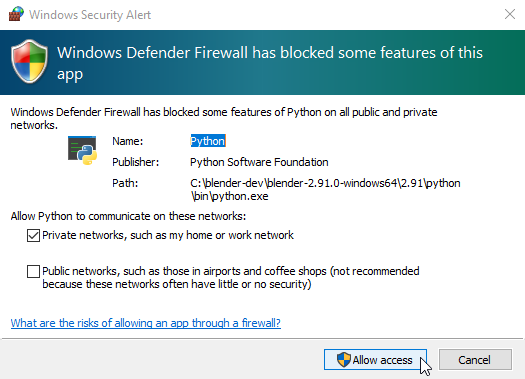 Windows Security Alert
Windows Defender Firewall has blocked some features of this
app
Windows Defender Firewall has blocked some features of Python on all public and private
networks.
Name: Python
Publisher: Python Software Foundation
Path: C:\blender-dev\blender-2.91.0-windows64\2.91\python
\bin\python.exe
Allow Python to communicate on these networks:
Private networks, such as my home or work network
Public networks, such as those in airports and coffee shops (not recommended
because these networks often have little or no security)
What are the risks of allowing an app through a firewall?
Allow access Cancel